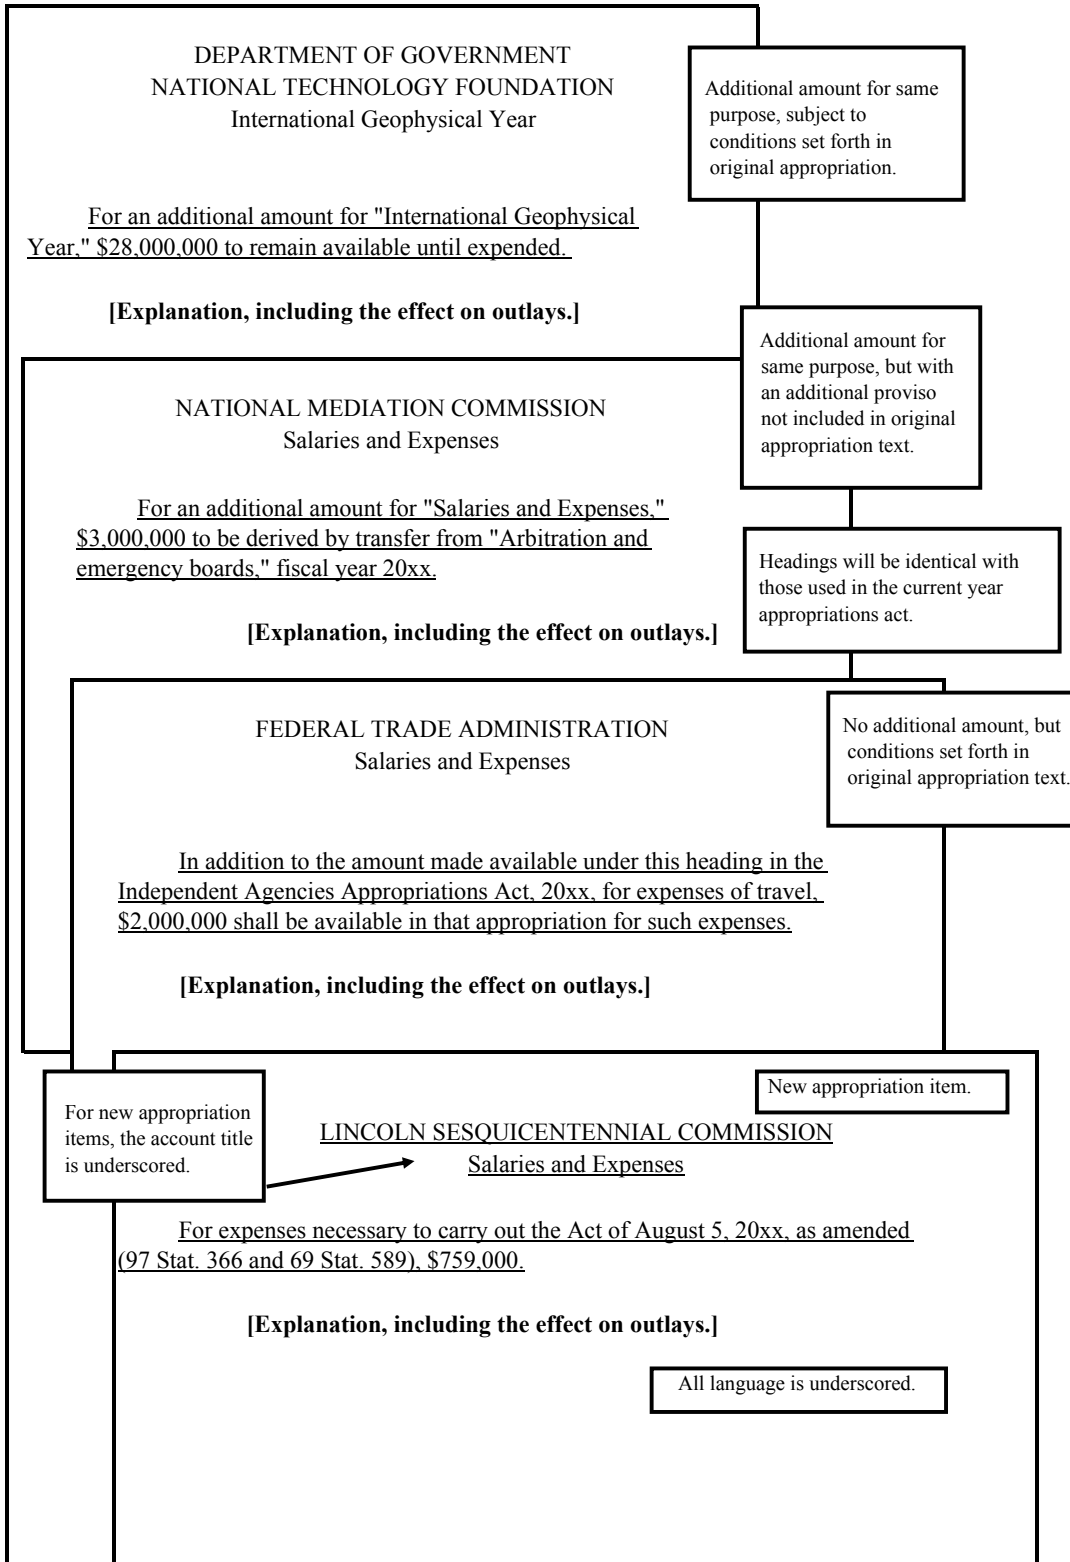 DEPARTMENT OF GOVERNMENT
NATIONAL TECHNOLOGY FOUNDATION
International Geophysical Year
Additional amount for same
purpose, subject to
conditions set forth in
original appropriation.
For an additional amount for "International Geophysical
Year," $28,000,000 to remain available until expended.
[Explanation, including the effect on outlays.]
Additional amount for
same purpose, but with
an additional proviso
not included in original
appropriation text.
NATIONAL MEDIATION COMMISSION
Salaries and Expenses
For an additional amount for "Salaries and Expenses,"
$3,000,000 to be derived by transfer from "Arbitration and
emergency boards," fiscal year 20xx.
Headings will be identical with
those used in the current year
appropriations act.
[Explanation, including the effect on outlays.]
FEDERAL TRADE ADMINISTRATION
Salaries and Expenses
No additional amount, but
conditions set forth in
original appropriation text.
In addition to the amount made available under this heading in the
Independent Agencies Appropriations Act, 20xx, for expenses of travel,
$2,000,000 shall be available in that appropriation for such expenses.
[Explanation, including the effect on outlays.]
New appropriation item.
For new appropriation
items, the account title
is underscored.
LINCOLN SESQUICENTENNIAL COMMISSION
Salaries and Expenses
For expenses necessary to carry out the Act of August 5, 20xx, as amended
(97 Stat. 366 and 69 Stat. 589), $759,000.
[Explanation, including the effect on outlays.]
All language is underscored.